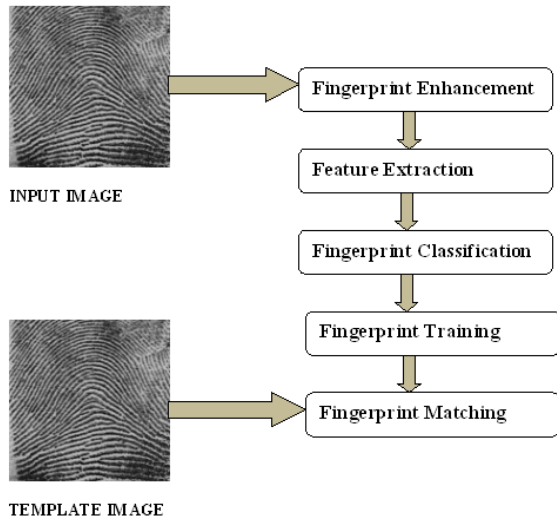 Fingerprint Enhancement
INPUT IMAGE
Feature Extraction
Fingerprint Classification
Fingerprint Training
Fingerprint Matching
TEMPLATE IMAGE